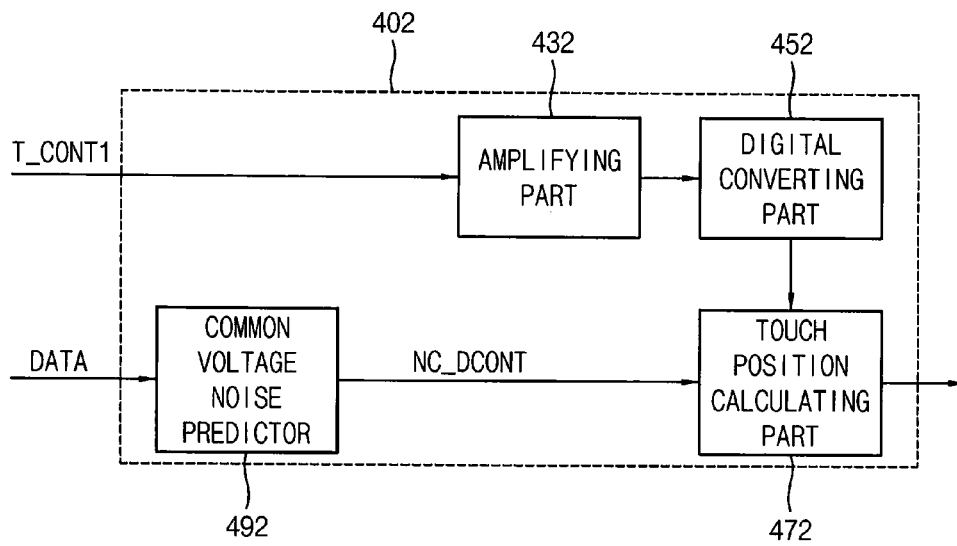 402
432
452
T_CONT1
AMPLIFYING
PART
DIGITAL
CONVERTING
PART
DATA
COMMON
VOLTAGE
NOISE
PREDICTOR
NC_DCONT
TOUCH
POSITION
CALCULATING
PART
492
472